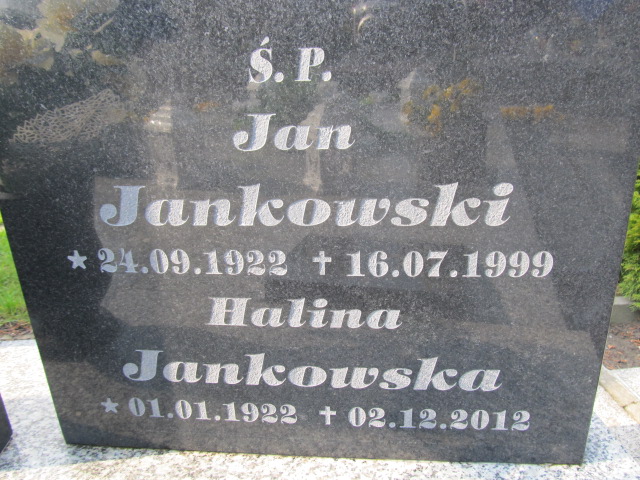 Ś.P.
Jan
Jankowski
★ 24.09.1922 ✝ 16.07.1999
Halina
Jankowska
★ 01.01.1922 ✝ 02.12.2012